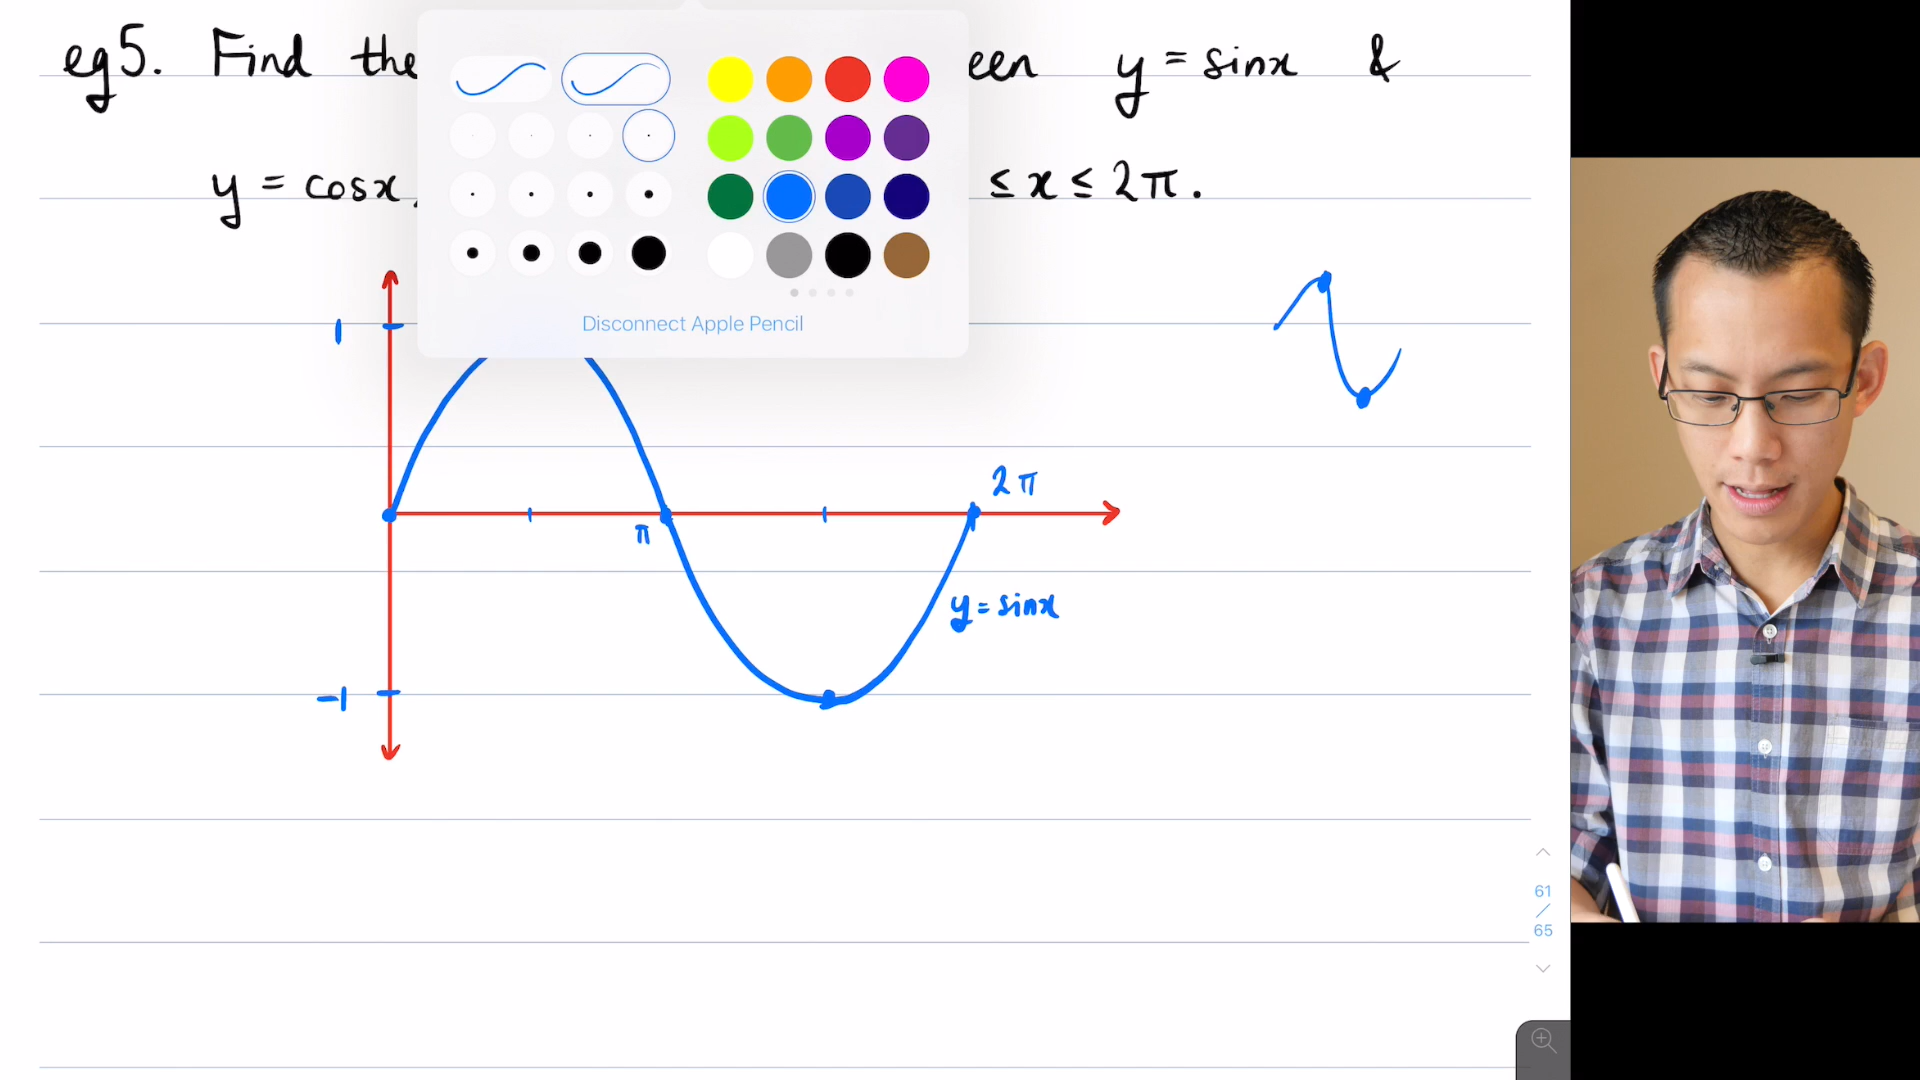 eg5. Find the een y = sinx &
y = cosx, ≤ x ≤ 2π.
Disconnect Apple Pencil
1
2π
π
y = sinx
-1
61
/
65